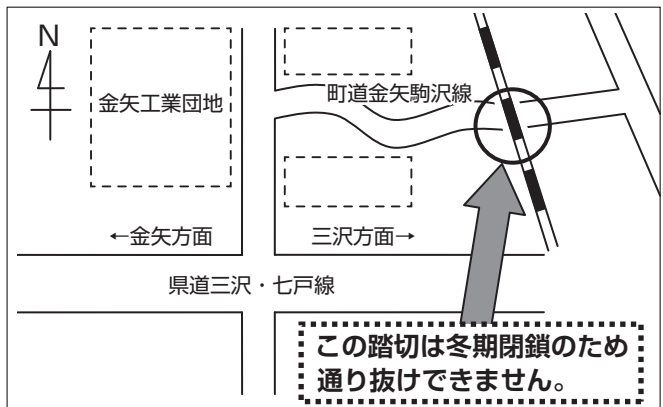 N
金矢工業団地
町道金矢駒沢線
←金矢方面
三沢方面→
県道三沢・七戸線
この踏切は冬期閉鎖のため
通り抜けできません。